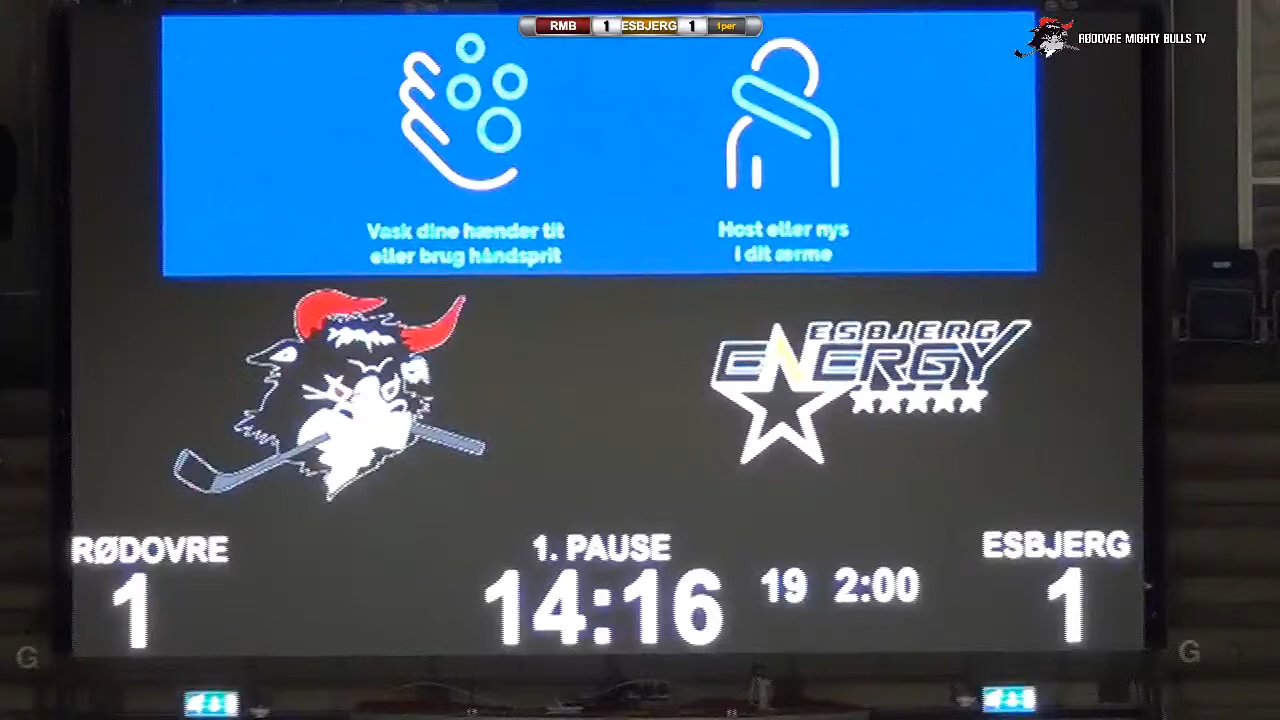 RMB 1 ESBJERG 1 1per
RØDOVRE MIGHTY BULLS TV
Vask dine hænder tit
eller brug håndsprit
Host eller nys
i dit ærme
ESBJERG
ENERGY
RØDOVRE
1
1. PAUSE
14:16
19 2:00
ESBJERG
1
G
G